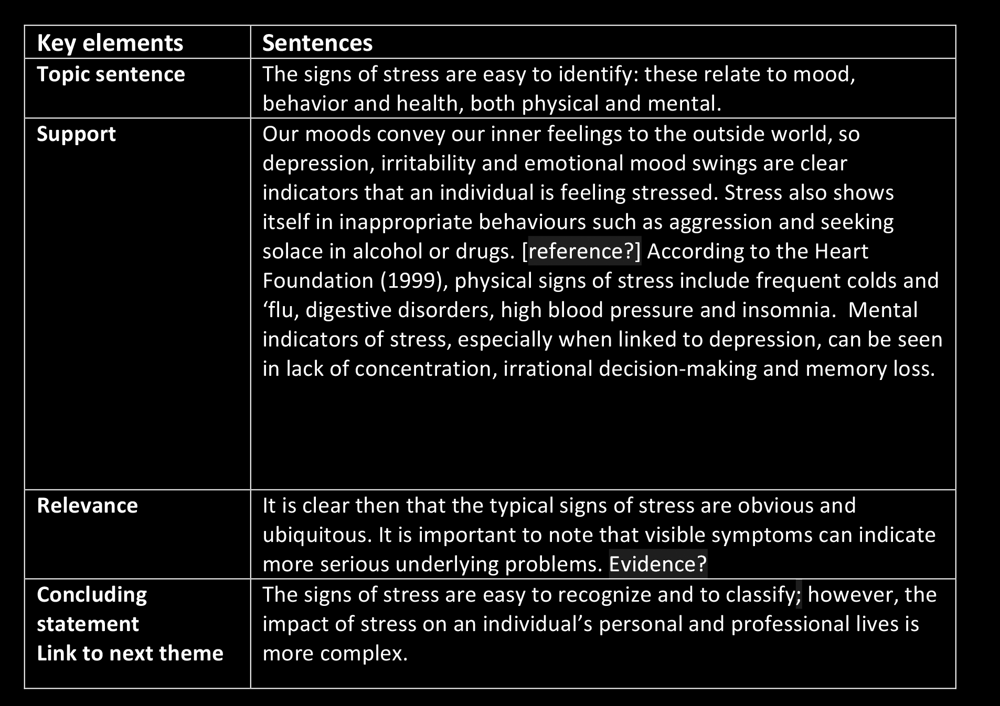 Key elements Sentences
Topic sentence The signs of stress are easy to identify: these relate to mood,
behavior and health, both physical and mental.
Support Our moods convey our inner feelings to the outside world, so
depression, irritability and emotional mood swings are clear
indicators that an individual is feeling stressed. Stress also shows
itself in inappropriate behaviours such as aggression and seeking
solace in alcohol or drugs. [reference?] According to the Heart
Foundation (1999), physical signs of stress include frequent colds and
‘flu, digestive disorders, high blood pressure and insomnia.  Mental
indicators of stress, especially when linked to depression, can be seen
in lack of concentration, irrational decision-making and memory loss.
Relevance It is clear then that the typical signs of stress are obvious and
ubiquitous. It is important to note that visible symptoms can indicate
more serious underlying problems. Evidence?
Concluding The signs of stress are easy to recognize and to classify; however, the
statement impact of stress on an individual’s personal and professional lives is
Link to next theme more complex.